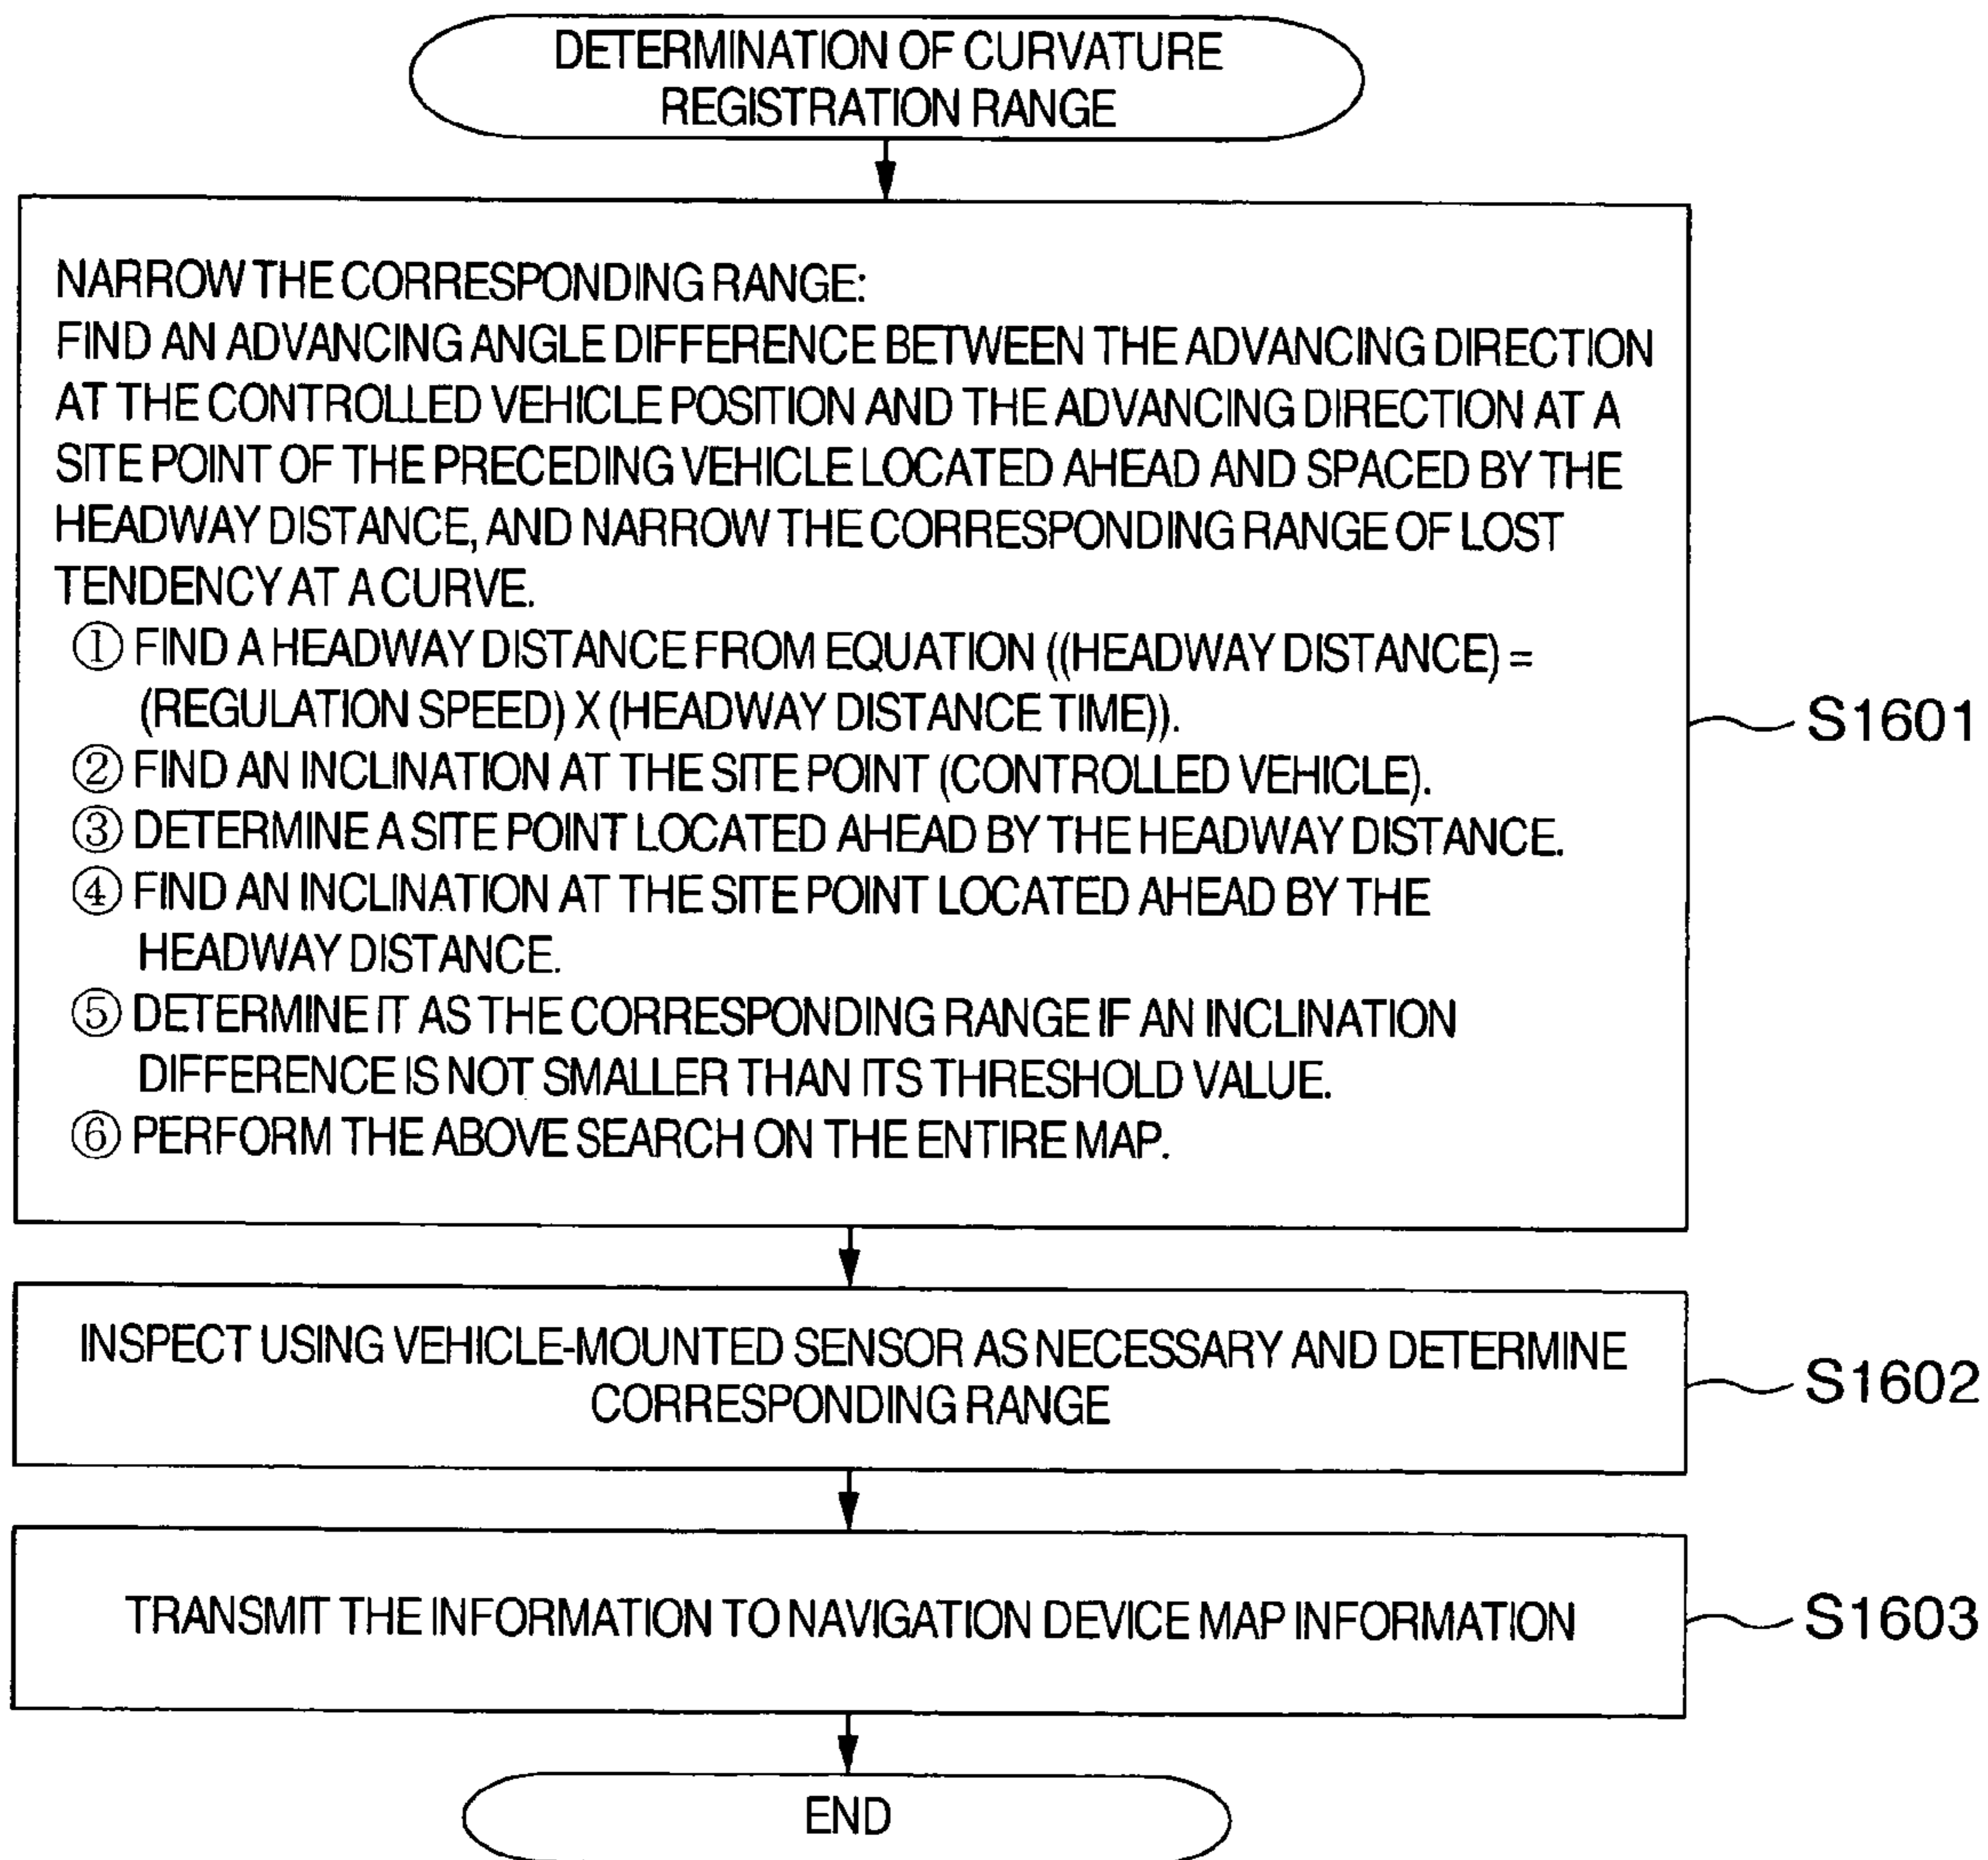 DETERMINATION OF CURVATURE
REGISTRATION RANGE
NARROW THE CORRESPONDING RANGE:
FIND AN ADVANCING ANGLE DIFFERENCE BETWEEN THE ADVANCING DIRECTION
AT THE CONTROLLED VEHICLE POSITION AND THE ADVANCING DIRECTION AT A
SITE POINT OF THE PRECEDING VEHICLE LOCATED AHEAD AND SPACED BY THE
HEADWAY DISTANCE, AND NARROW THE CORRESPONDING RANGE OF LOST
TENDENCY AT A CURVE.
① FIND A HEADWAY DISTANCE FROM EQUATION ((HEADWAY DISTANCE) =
(REGULATION SPEED) X (HEADWAY DISTANCE TIME)).
② FIND AN INCLINATION AT THE SITE POINT (CONTROLLED VEHICLE).
③ DETERMINE A SITE POINT LOCATED AHEAD BY THE HEADWAY DISTANCE.
④ FIND AN INCLINATION AT THE SITE POINT LOCATED AHEAD BY THE
HEADWAY DISTANCE.
⑤ DETERMINE IT AS THE CORRESPONDING RANGE IF AN INCLINATION
DIFFERENCE IS NOT SMALLER THAN ITS THRESHOLD VALUE.
⑥ PERFORM THE ABOVE SEARCH ON THE ENTIRE MAP.
S1601
INSPECT USING VEHICLE-MOUNTED SENSOR AS NECESSARY AND DETERMINE
CORRESPONDING RANGE
S1602
TRANSMIT THE INFORMATION TO NAVIGATION DEVICE MAP INFORMATION
S1603
END